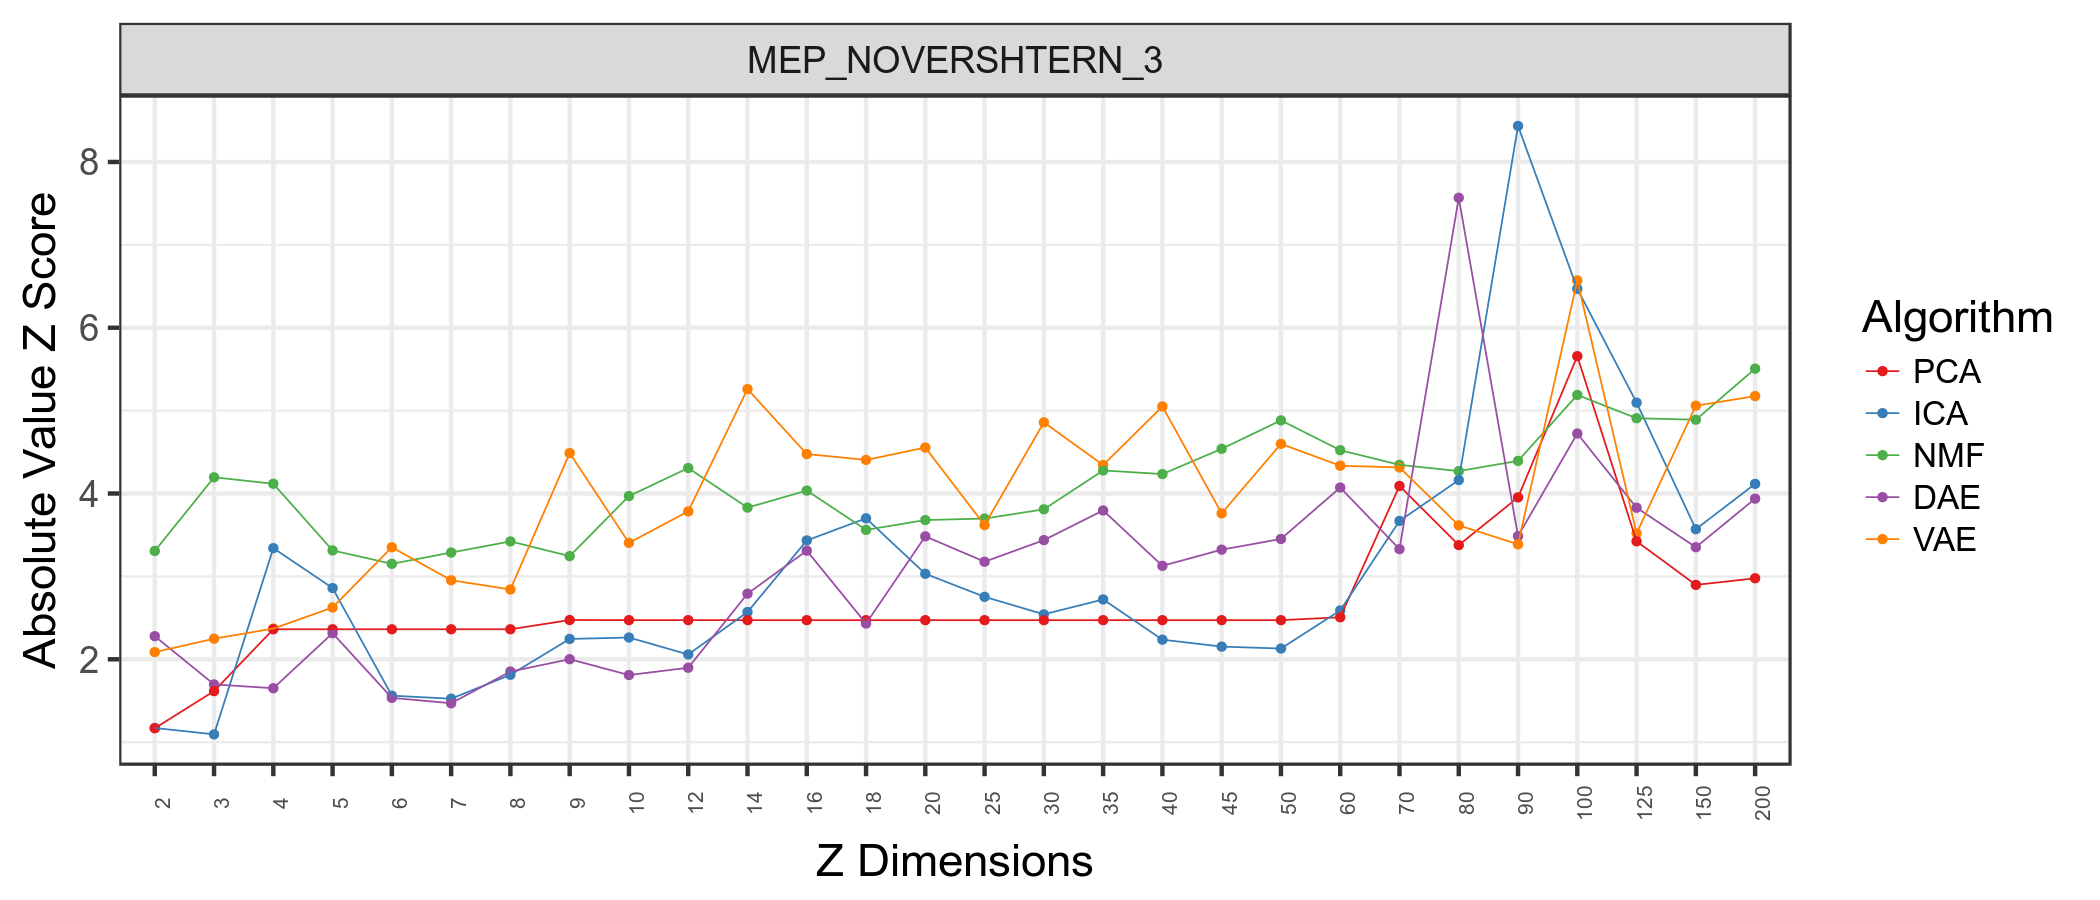 MEP_NOVERSHTERN_3
Absolute Value Z Score
8
6
4
2
2 3 4 5 6 7 8 9 10 12 14 16 18 20 25 30 35 40 45 50 60 70 80 90 100 125 150 200
Z Dimensions
Algorithm
PCA
ICA
NMF
DAE
VAE